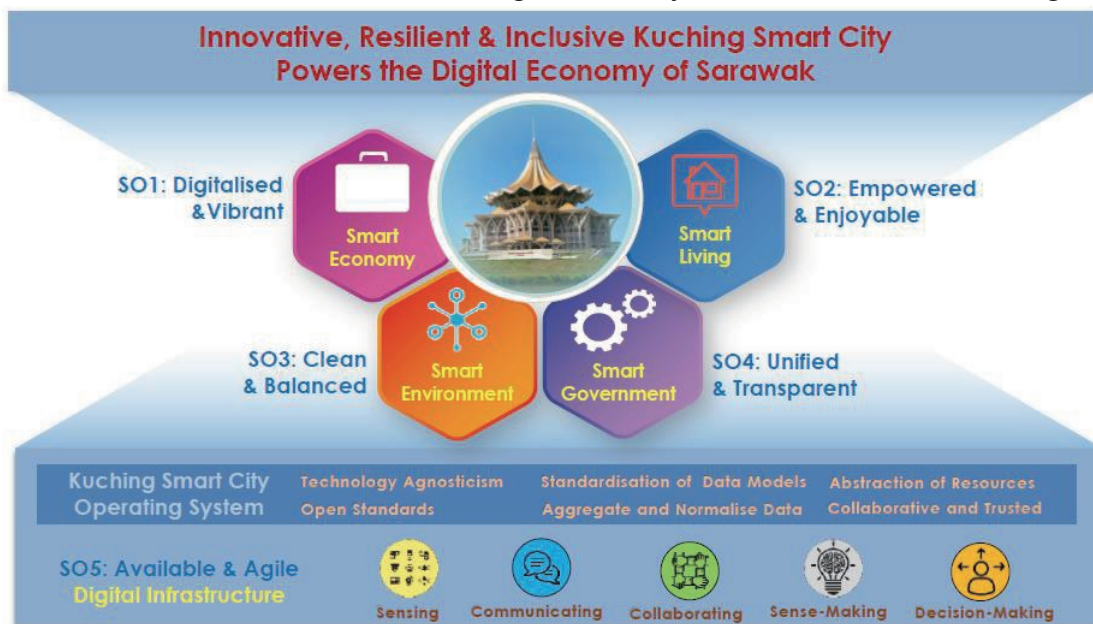 Innovative, Resilient & Inclusive Kuching Smart City
Powers the Digital Economy of Sarawak
SO1: Digitalised
&Vibrant
Smart
Economy
Smart
Living
SO2: Empowered
& Enjoyable
SO3: Clean
& Balanced
Smart
Environment
Smart
Government
SO4: Unified
& Transparent
Kuching Smart City
Operating System
Technology Agnosticism
Standardisation of Data Models
Abstraction of Resources
Open Standards
Aggregate and Normalise Data
Collaborative and Trusted
SO5: Available & Agile
Digital Infrastructure
Sensing
Communicating
Collaborating
Sense-Making
Decision-Making